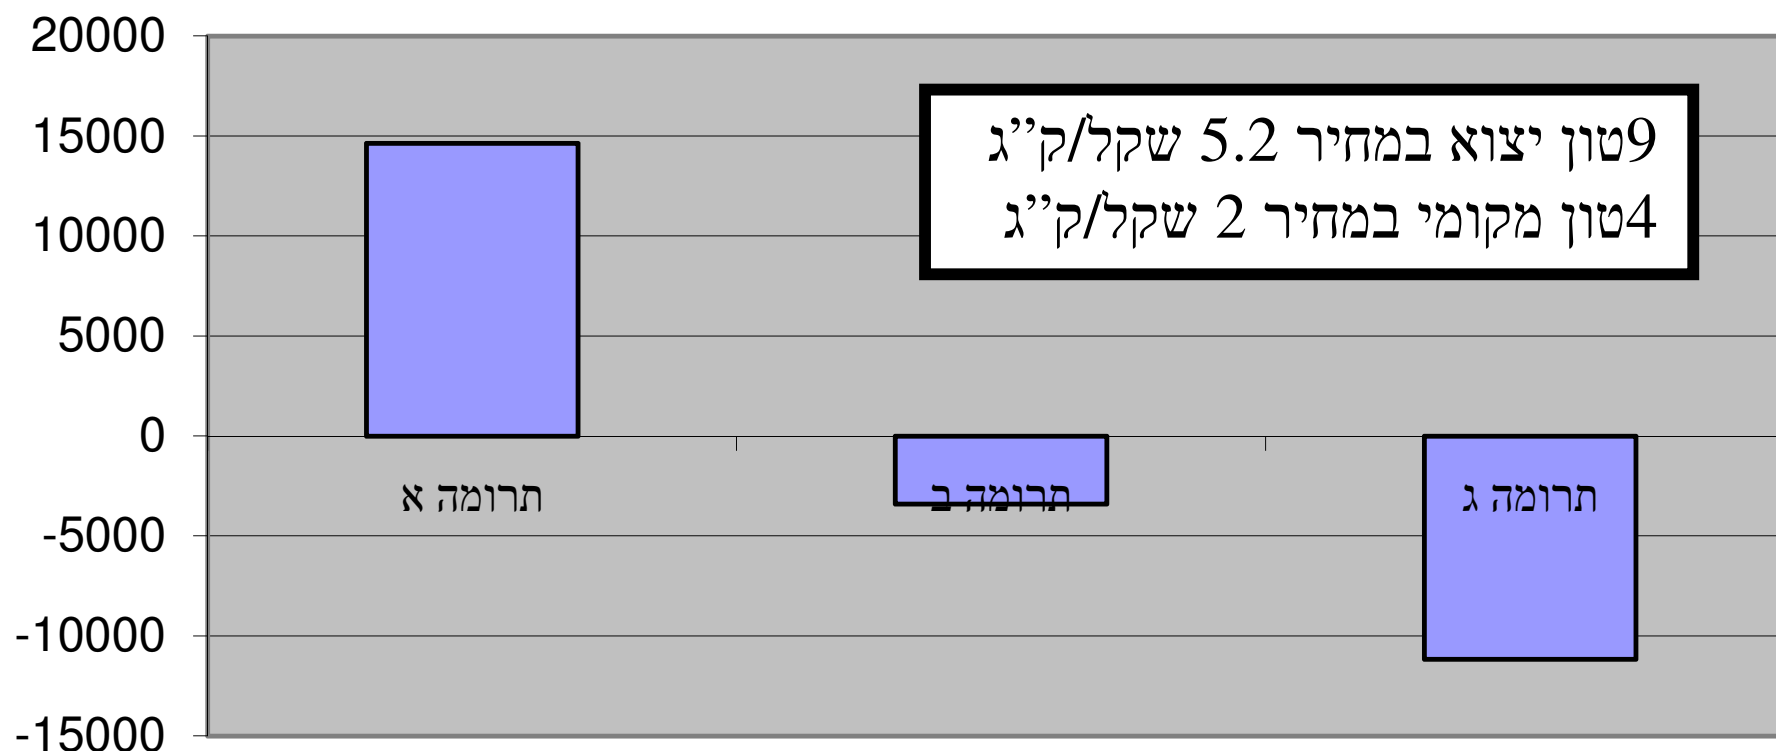 20000
15000
10000
5000
0
-5000
-10000
-15000
9טון יצוא במחיר 5.2 שקל/ק’’ג
4טון מקומי במחיר 2 שקל/ק’’ג
תרומה א
תרומה ב
תרומה ג